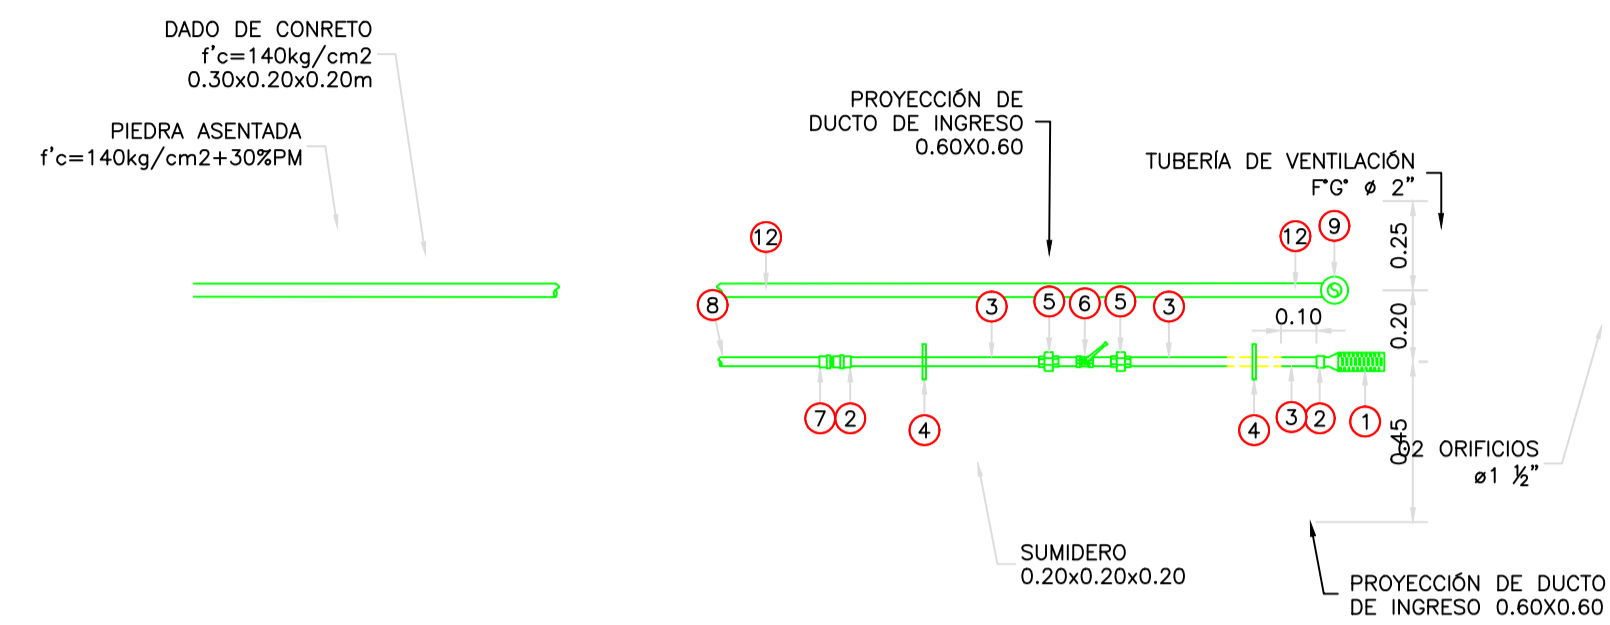 DADO DE CONRETO
f'c=140kg/cm2
0.30x0.20x0.20m
PIEDRA ASENTADA
f'c=140kg/cm2+30%PM
PROYECCIÓN DE
DUCTO DE INGRESO
0.60X0.60
TUBERÍA DE VENTILACIÓN
F°G° ø 2"
12
12
9
0.25
8
3
5
6
5
3
0.10
0.20
7
2
4
4
3
2
1
0.45
02 ORIFICIOS
ø1 ½"
SUMIDERO
0.20x0.20x0.20
PROYECCIÓN DE DUCTO
DE INGRESO 0.60X0.60